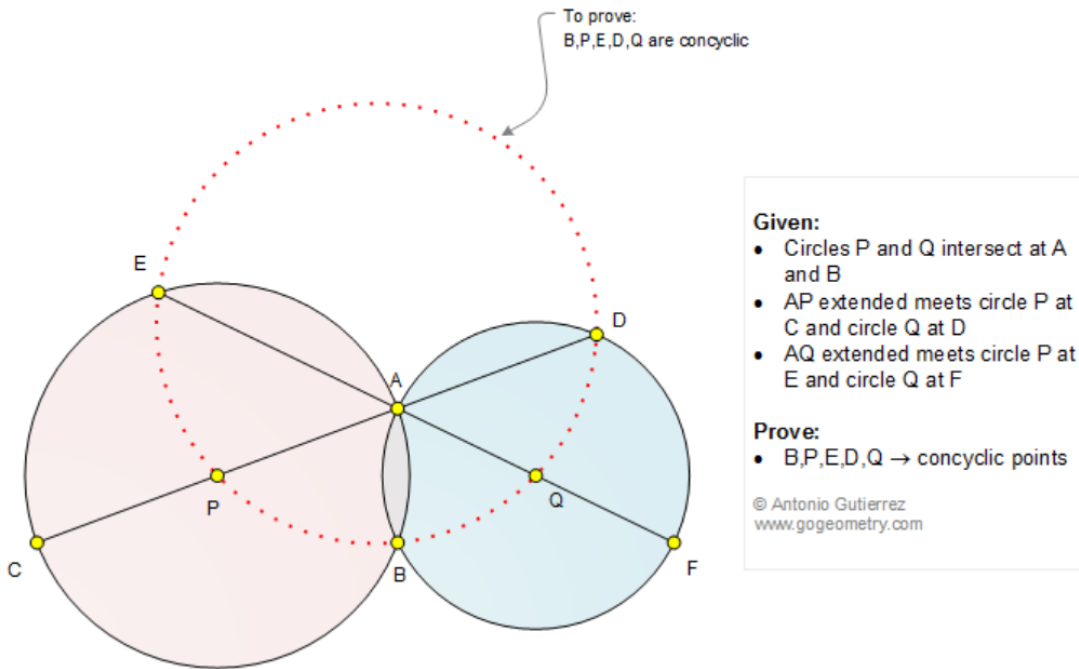 To prove:
B,P,E,D,Q are concyclic
E
D
A
P
Q
C
B
F
Given:
• Circles P and Q intersect at A
and B
• AP extended meets circle P at
C and circle Q at D
• AQ extended meets circle P at
E and circle Q at F
Prove:
• B,P,E,D,Q → concyclic points
© Antonio Gutierrez
www.gogeometry.com